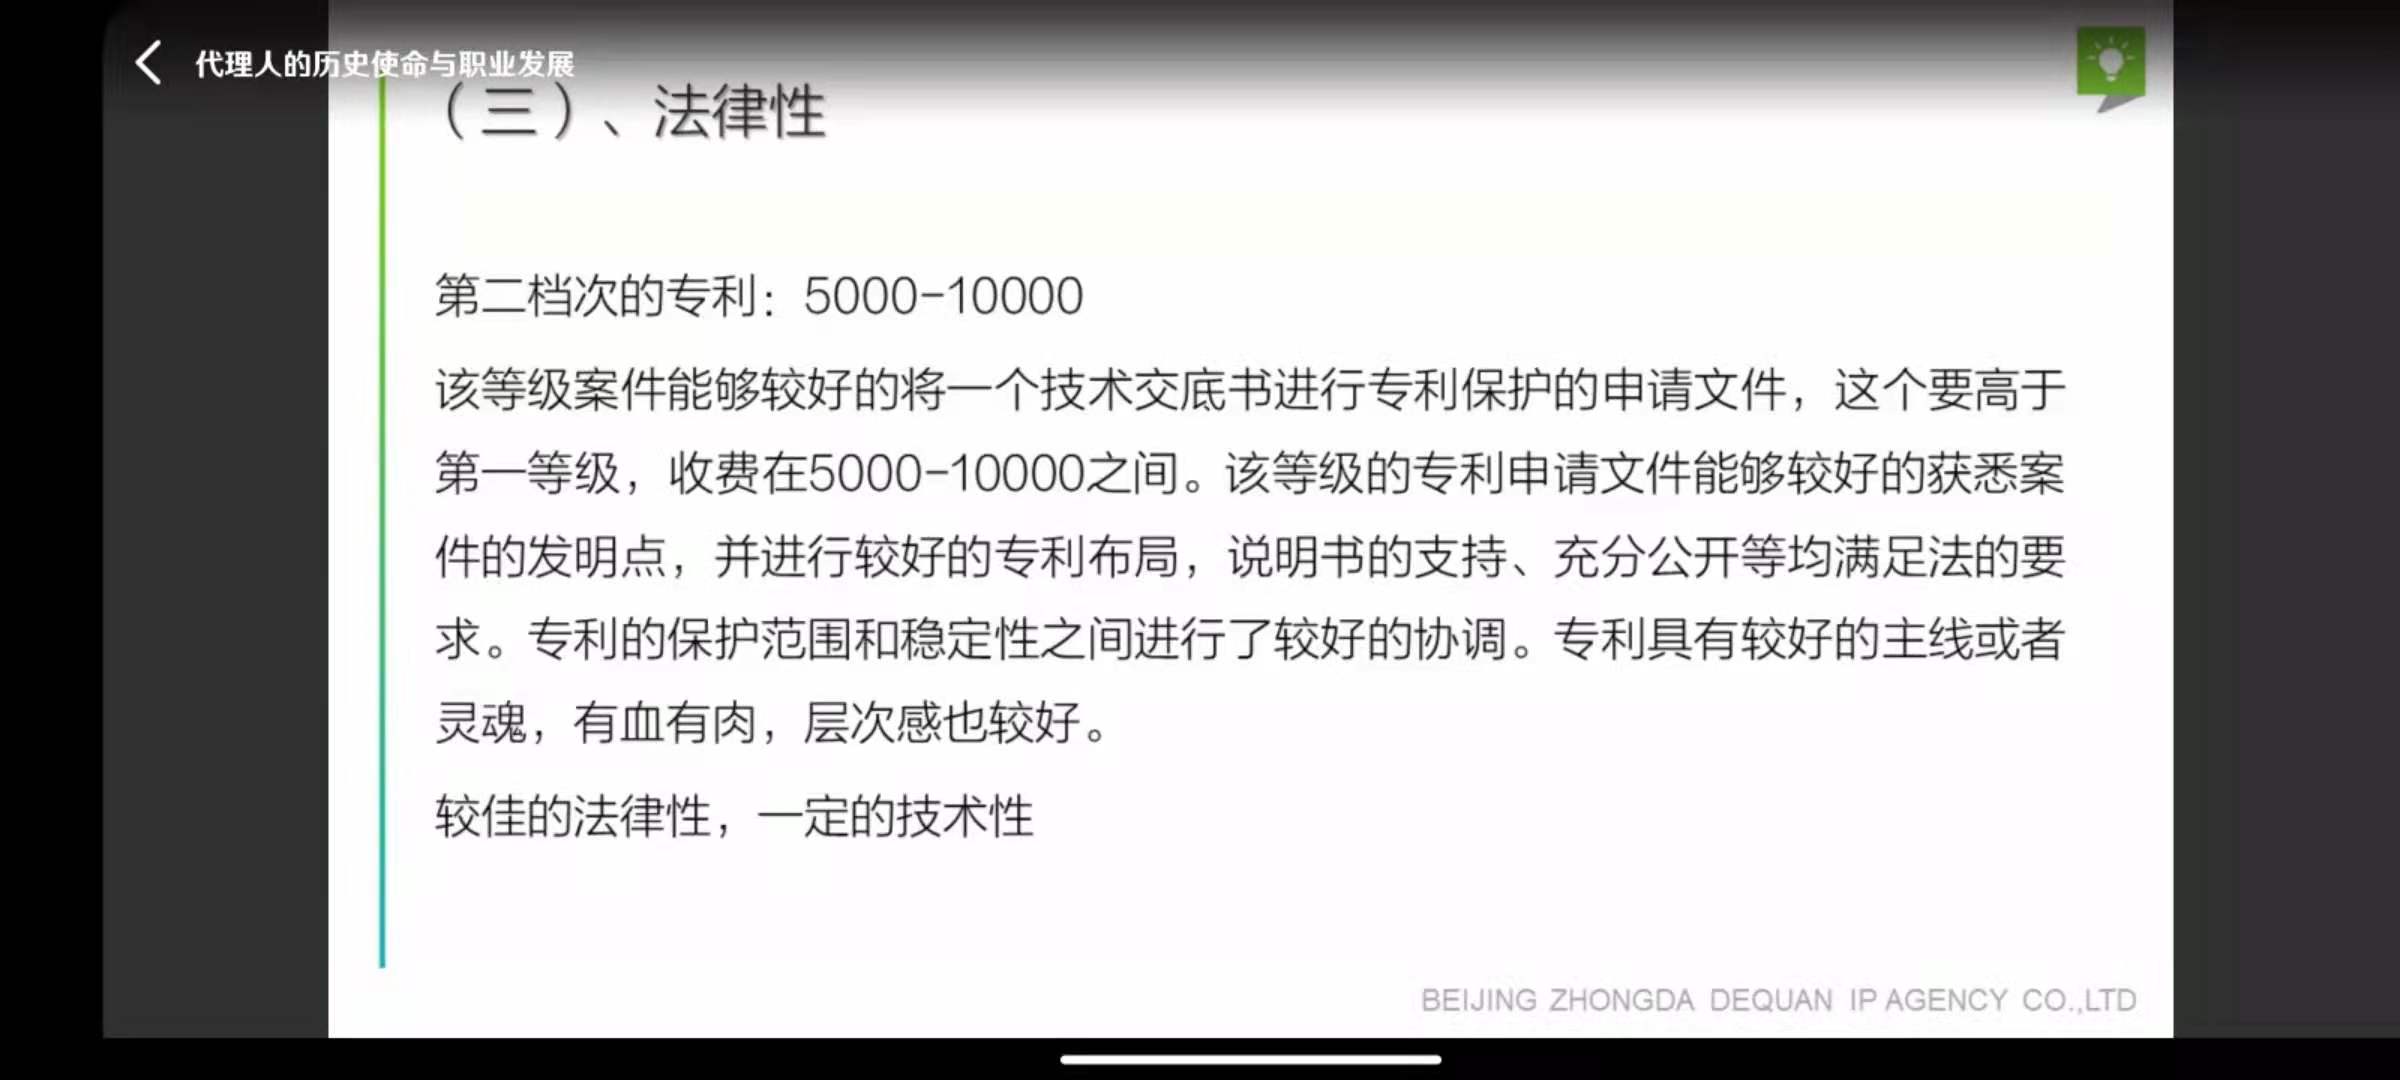 代理人的历史使命与职业发展
（三）、法律性
第二档次的专利：5000-10000
该等级案件能够较好的将一个技术交底书进行专利保护的申请文件，这个要高于
第一等级，收费在5000-10000之间。该等级的专利申请文件能够较好的获悉案
件的发明点，并进行较好的专利布局，说明书的支持、充分公开等均满足法的要
求。专利的保护范围和稳定性之间进行了较好的协调。专利具有较好的主线或者
灵魂，有血有肉，层次感也较好。
较佳的法律性，一定的技术性
BEIJING ZHONGDA DEQUAN IP AGENCY CO.,LTD